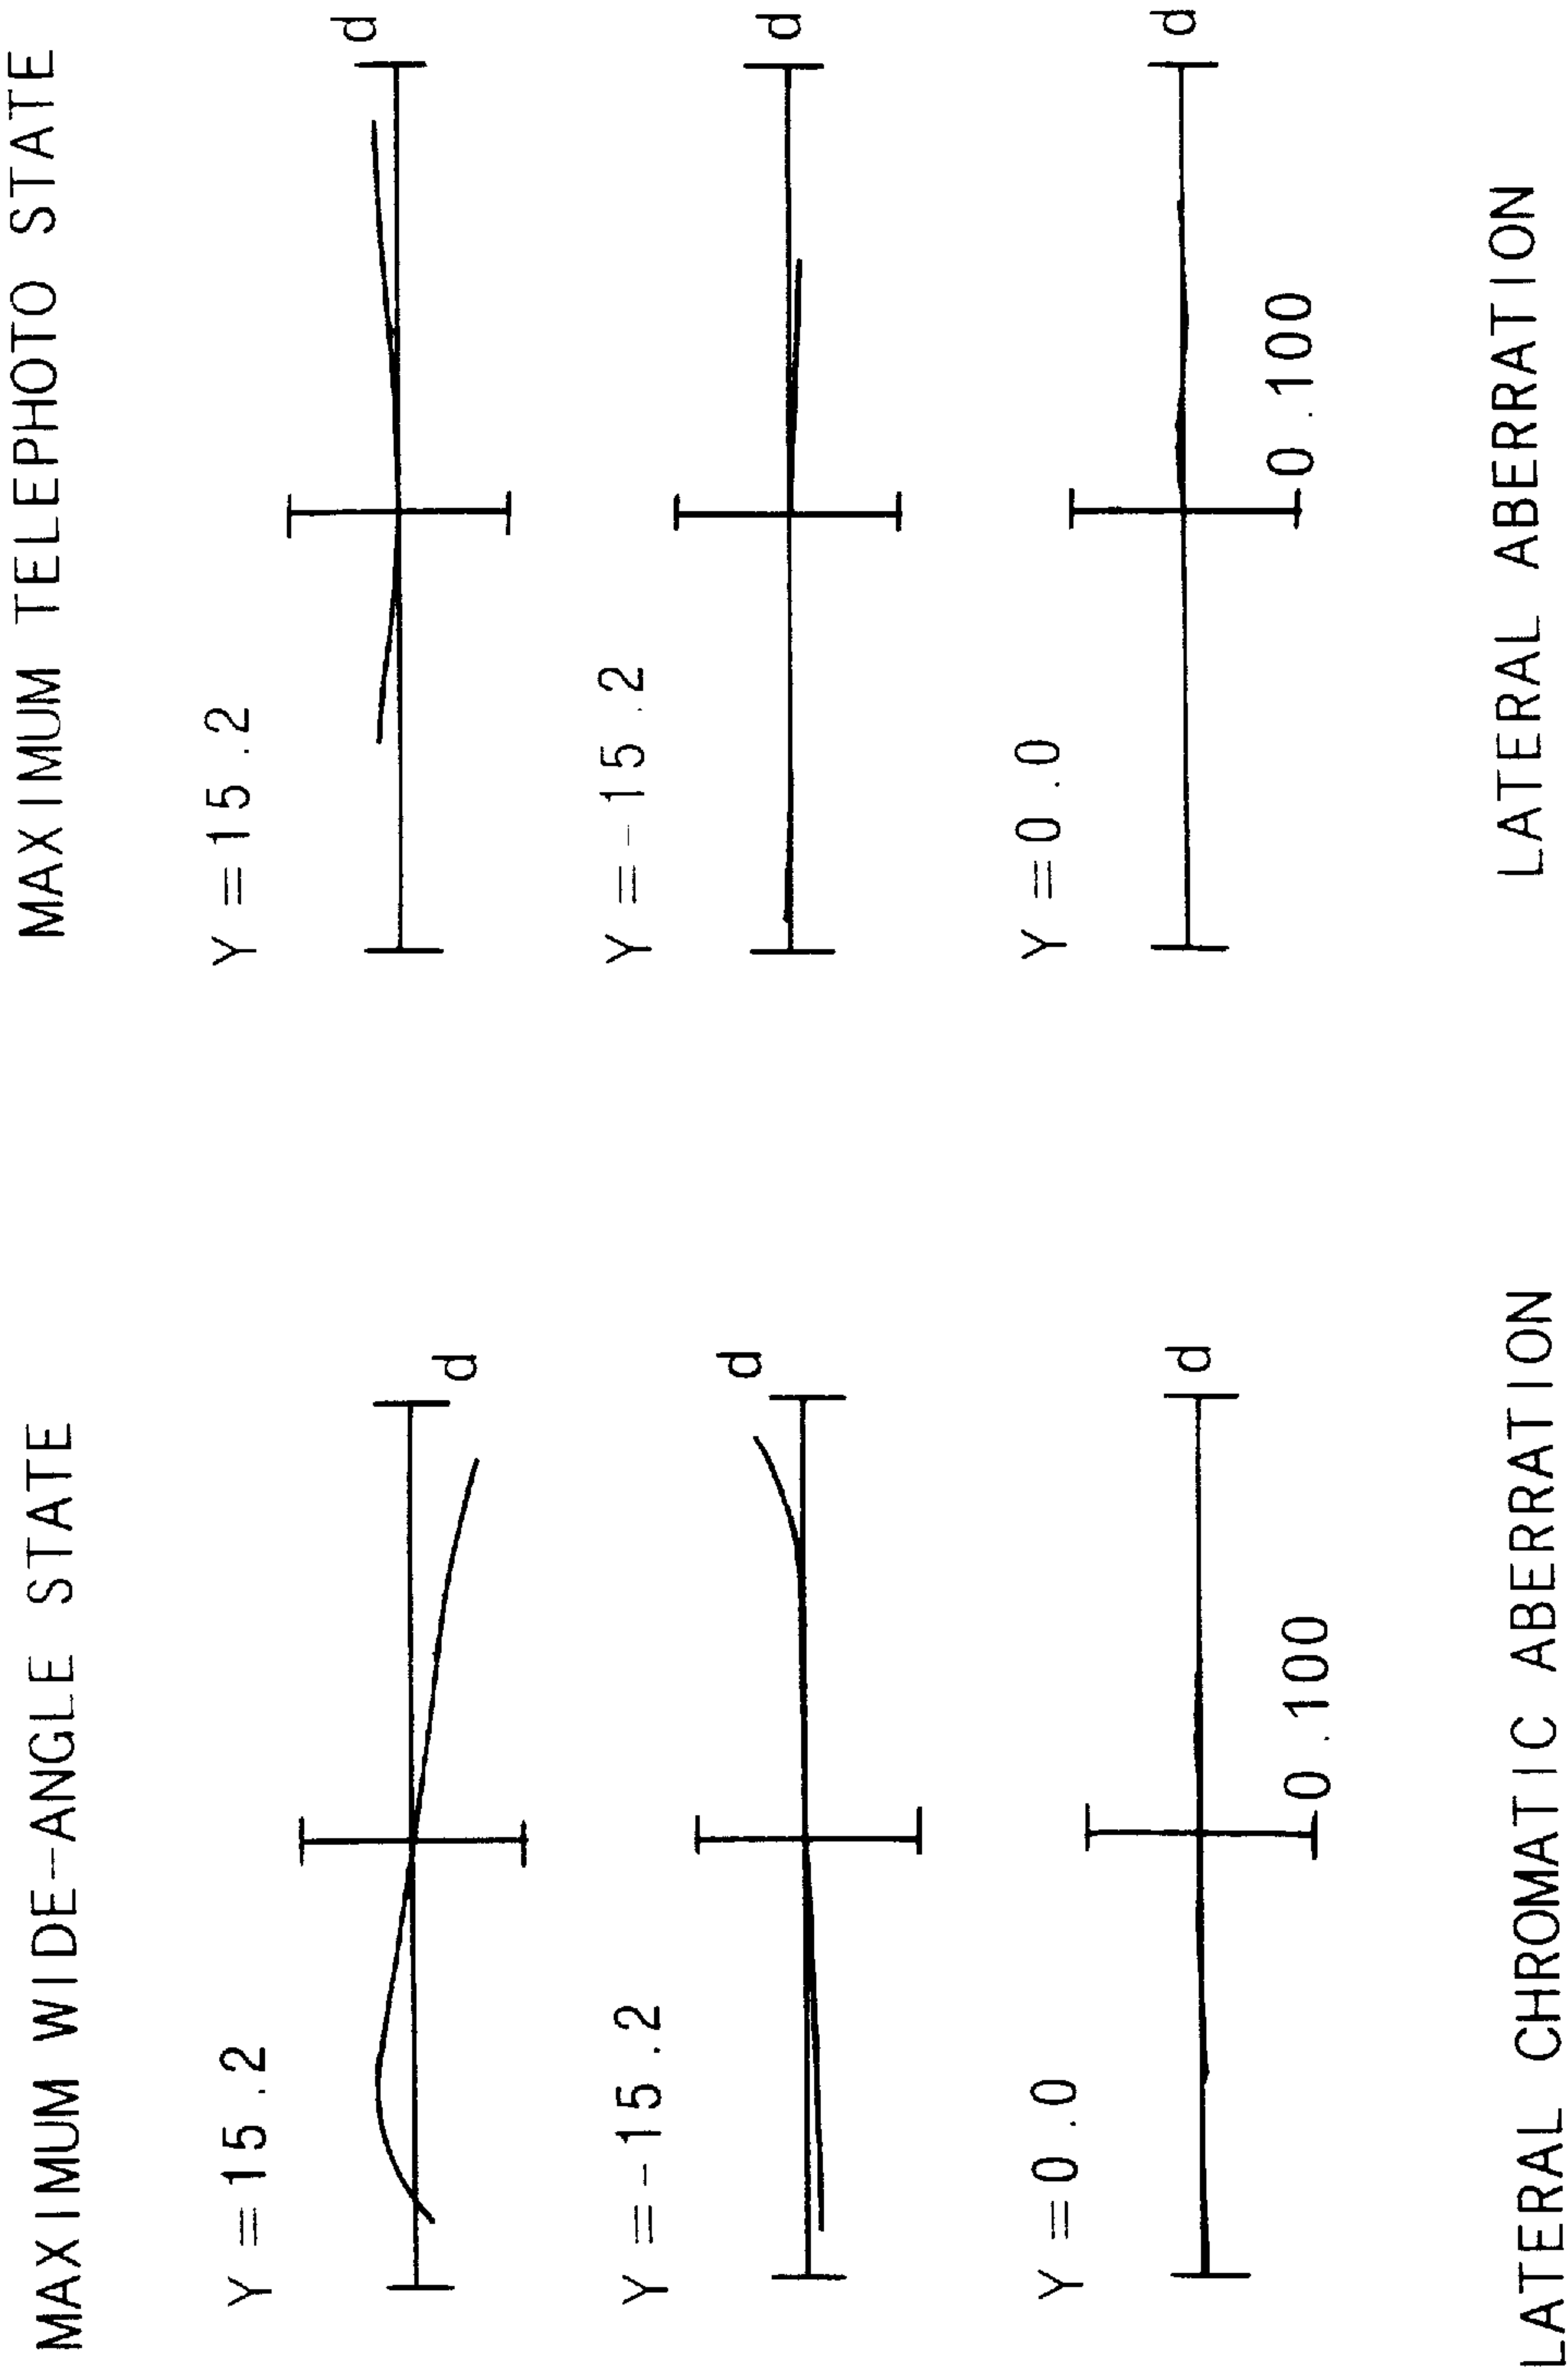 MAXIMUM WIDE-ANGLE STATE
Y=15.2
d
Y=-15.2
d
Y=0.0
d
0.100
LATERAL CHROMATIC ABERRATION
MAXIMUM TELEPHOTO STATE
Y=15.2
d
Y=-15.2
d
Y=0.0
d
0.100
LATERAL ABERRATION